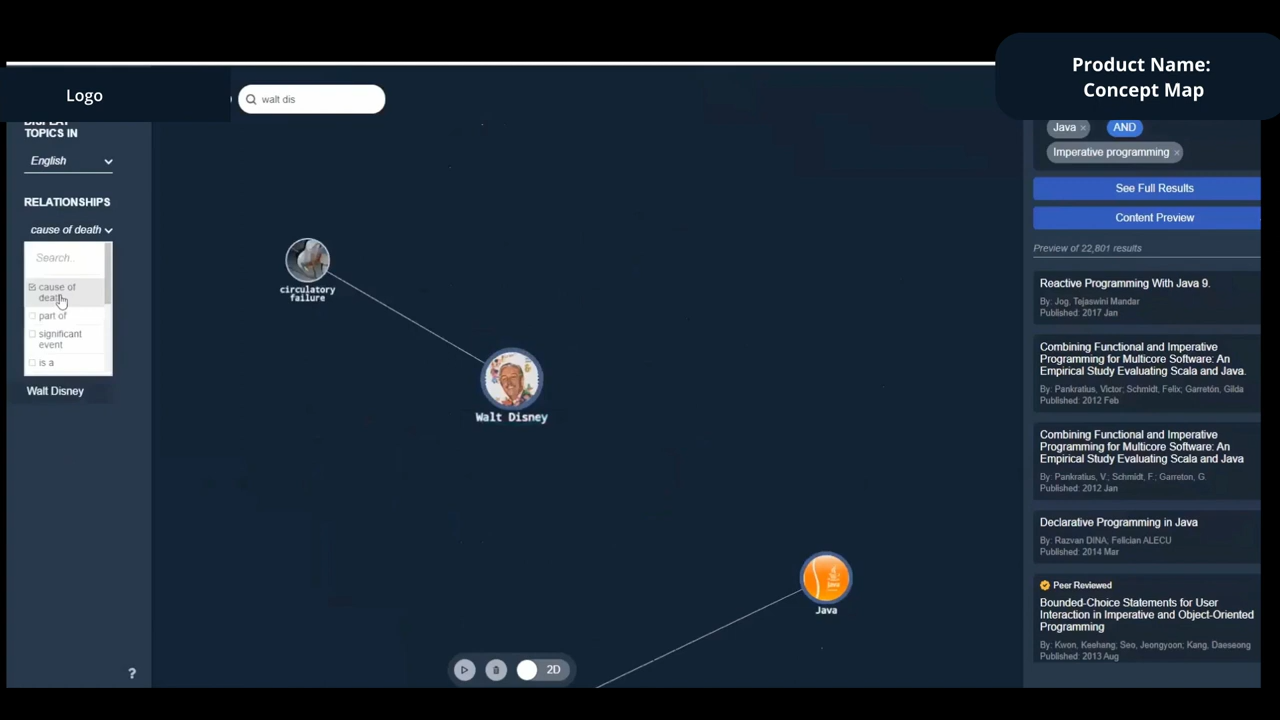 Logo
walt dis
Product Name:
Concept Map
DISPLAY
TOPICS IN
English
RELATIONSHIPS
cause of death
Search..
cause of
death
part of
significant
event
is a
Walt Disney
?
circulatory
failure
Walt Disney
Java
2D
Java × AND
Imperative programming ×
See Full Results
Content Preview
Preview of 22,801 results
Reactive Programming With Java 9.
By: Jog, Tejaswini Mandar
Published: 2017 Jan
Combining Functional and Imperative
Programming for Multicore Software: An
Empirical Study Evaluating Scala and Java.
By: Pankratius, Victor; Schmidt, Felix; Garretón, Gilda
Published: 2012 Feb
Combining Functional and Imperative
Programming for Multicore Software: An
Empirical Study Evaluating Scala and Java
By: Pankratius, V.; Schmidt, F.; Garreton, G.
Published: 2012 Jan
Declarative Programming in Java
By: Razvan DINA, Felician ALECU
Published: 2014 Mar
Peer Reviewed
Bounded-Choice Statements for User
Interaction in Imperative and Object-Oriented
Programming
By: Kwon, Keehang; Seo, Jeongyoon; Kang, Daeseong
Published: 2013 Aug